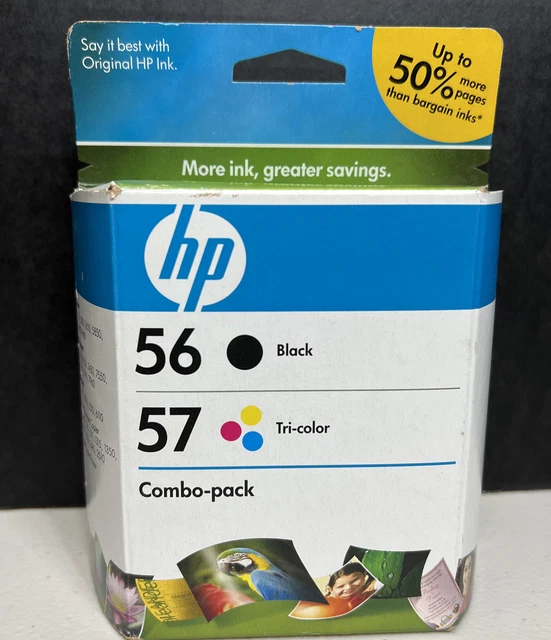 Say it best with
Original HP Ink.
Up to
50% more
pages
than bargain inks*
More ink, greater savings.
hp
56 Black
57 Tri-color
Combo-pack